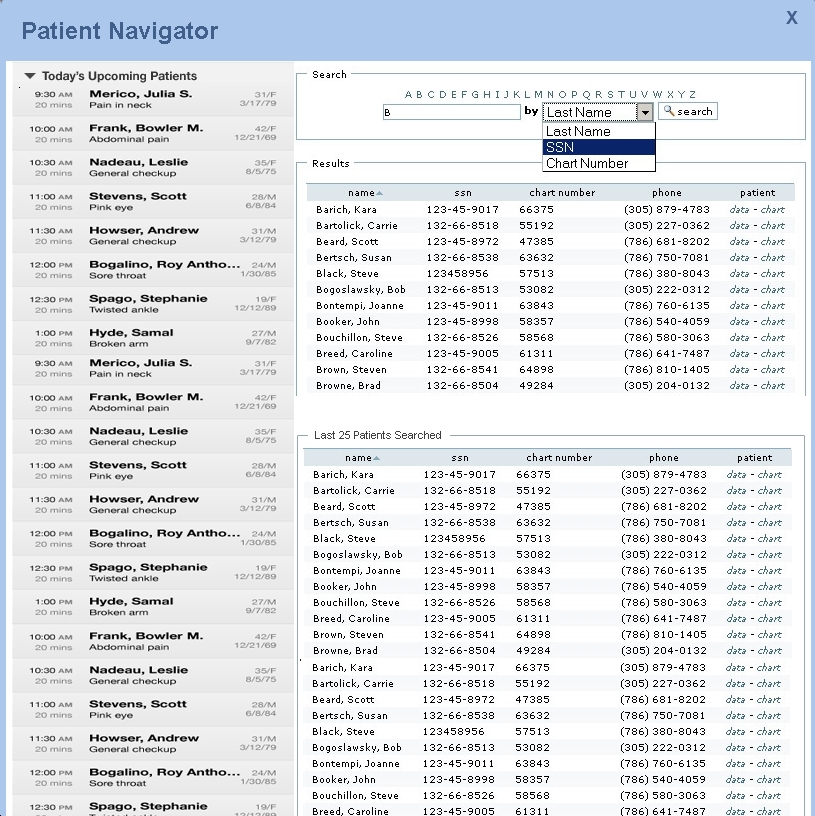 Patient Navigator
X
Today's Upcoming Patients
9:30 AM Merico, Julia S. 31/F
20 mins Pain in neck 3/17/79
10:00 AM Frank, Bowler M. 42/F
20 mins Abdominal pain 12/21/69
10:30 AM Nadeau, Leslie 35/F
20 mins General checkup 8/5/75
11:00 AM Stevens, Scott 28/M
20 mins Pink eye 6/8/84
11:30 AM Howser, Andrew 31/M
20 mins General checkup 3/12/79
12:00 PM Bogalino, Roy Antho... 24/M
20 mins Sore throat 1/30/85
12:30 PM Spago, Stephanie 19/F
20 mins Twisted ankle 12/12/89
1:00 PM Hyde, Samal 27/M
20 mins Broken arm 9/7/82
9:30 AM Merico, Julia S. 31/F
20 mins Pain in neck 3/17/79
10:00 AM Frank, Bowler M. 42/F
20 mins Abdominal pain 12/21/69
10:30 AM Nadeau, Leslie 35/F
20 mins General checkup 8/5/75
11:00 AM Stevens, Scott 28/M
20 mins Pink eye 6/8/84
11:30 AM Howser, Andrew 31/M
20 mins General checkup 3/12/79
12:00 PM Bogalino, Roy Antho... 24/M
20 mins Sore throat 1/30/85
12:30 PM Spago, Stephanie 19/F
20 mins Twisted ankle 12/12/89
1:00 PM Hyde, Samal 27/M
20 mins Broken arm 9/7/82
10:00 AM Frank, Bowler M. 42/F
20 mins Abdominal pain 12/21/69
10:30 AM Nadeau, Leslie 35/F
20 mins General checkup 8/5/75
11:00 AM Stevens, Scott 28/M
20 mins Pink eye 6/8/84
11:30 AM Howser, Andrew 31/M
20 mins General checkup 3/12/79
12:00 PM Bogalino, Roy Antho... 24/M
20 mins Sore throat 1/30/85
12:30 PM Spago, Stephanie 19/F
Search
A B C D E F G H I J K L M N O P Q R S T U V W X Y Z
B by Last Name search
Last Name
SSN
Chart Number
Results
name ssn chart number phone patient
Barich, Kara 123-45-9017 66375 (305) 879-4783 data - chart
Bartolick, Carrie 132-66-8518 55192 (305) 227-0362 data - chart
Beard, Scott 123-45-8972 47385 (786) 681-8202 data - chart
Bertsch, Susan 132-66-8538 63632 (786) 750-7081 data - chart
Black, Steve 123458956 57513 (786) 380-8043 data - chart
Bogoslawsky, Bob 132-66-8513 53082 (305) 222-0312 data - chart
Bontempi, Joanne 123-45-9011 63843 (786) 760-6135 data - chart
Booker, John 123-45-8998 58357 (786) 540-4059 data - chart
Bouchillon, Steve 132-66-8526 58568 (786) 580-3063 data - chart
Breed, Caroline 123-45-9005 61311 (786) 641-7487 data - chart
Brown, Steven 132-66-8541 64898 (786) 810-1405 data - chart
Browne, Brad 132-66-8504 49284 (305) 204-0132 data - chart
Last 25 Patients Searched
name ssn chart number phone patient
Barich, Kara 123-45-9017 66375 (305) 879-4783 data - chart
Bartolick, Carrie 132-66-8518 55192 (305) 227-0362 data - chart
Beard, Scott 123-45-8972 47385 (786) 681-8202 data - chart
Bertsch, Susan 132-66-8538 63632 (786) 750-7081 data - chart
Black, Steve 123458956 57513 (786) 380-8043 data - chart
Bogoslawsky, Bob 132-66-8513 53082 (305) 222-0312 data - chart
Bontempi, Joanne 123-45-9011 63843 (786) 760-6135 data - chart
Booker, John 123-45-8998 58357 (786) 540-4059 data - chart
Bouchillon, Steve 132-66-8526 58568 (786) 580-3063 data - chart
Breed, Caroline 123-45-9005 61311 (786) 641-7487 data - chart
Brown, Steven 132-66-8541 64898 (786) 810-1405 data - chart
Browne, Brad 132-66-8504 49284 (305) 204-0132 data - chart
Barich, Kara 123-45-9017 66375 (305) 879-4783 data - chart
Bartolick, Carrie 132-66-8518 55192 (305) 227-0362 data - chart
Beard, Scott 123-45-8972 47385 (786) 681-8202 data - chart
Bertsch, Susan 132-66-8538 63632 (786) 750-7081 data - chart
Black, Steve 123458956 57513 (786) 380-8043 data - chart
Bogoslawsky, Bob 132-66-8513 53082 (305) 222-0312 data - chart
Bontempi, Joanne 123-45-9011 63843 (786) 760-6135 data - chart
Booker, John 123-45-8998 58357 (786) 540-4059 data - chart
Bouchillon, Steve 132-66-8526 58568 (786) 580-3063 data - chart
Breed, Caroline 123-45-9005 61311 (786) 641-7487 data - chart